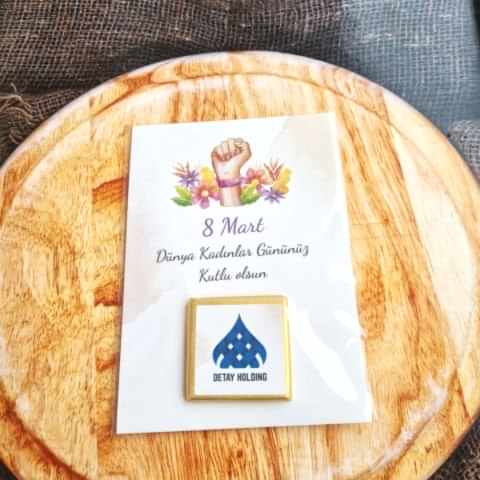 8 Mart
Dünya Kadınlar Gününüz
Kutlu olsun
DETAY HOLDING